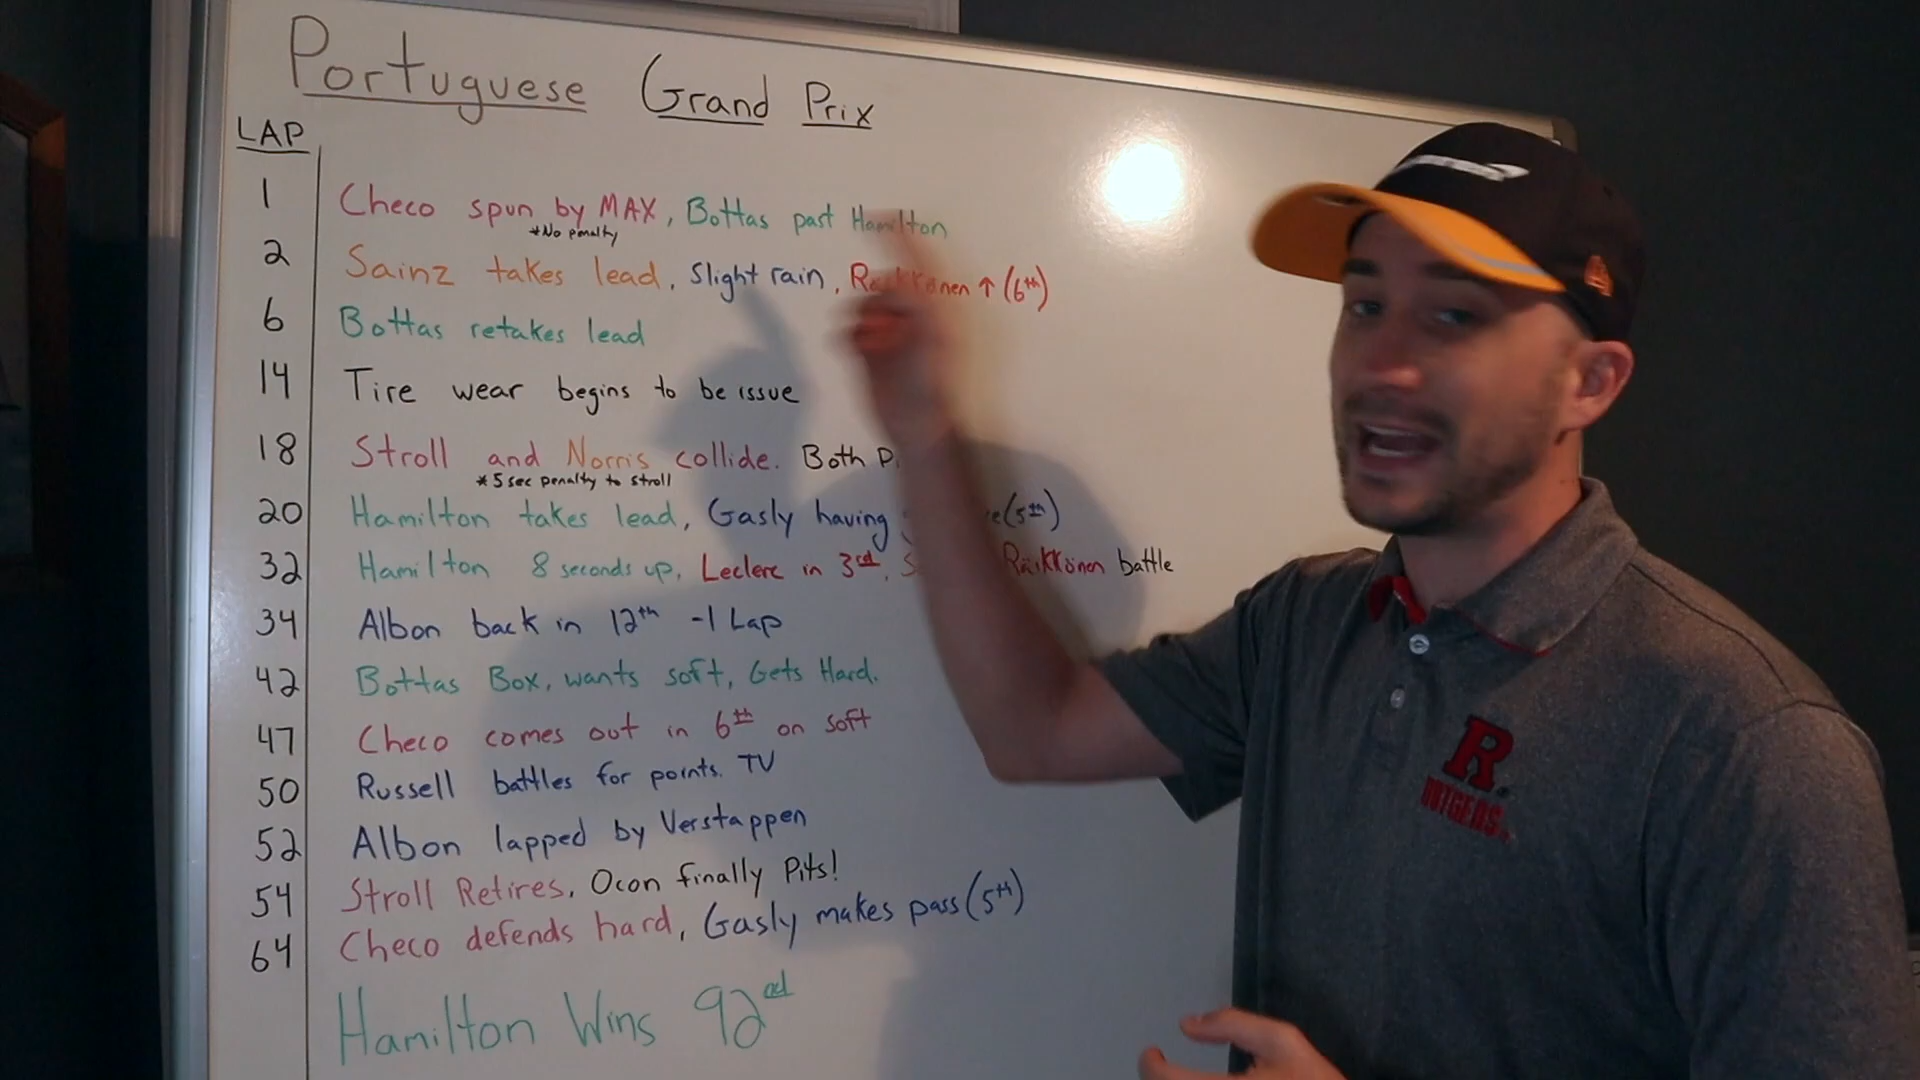 Portuguese Grand Prix
LAP
1 Checo spun by MAX, Bottas past Hamilton
*No penalty
2 Sainz takes lead, Slight rain, Räikkönen ↑ (6th)
6 Bottas retakes lead
14 Tire wear begins to be issue
18 Stroll and Norris collide. Both
*5 sec penalty to stroll
20 Hamilton takes lead, Gasly having (5th)
32 Hamilton 8 seconds up, Leclerc in 3rd, Räikkönen battle
34 Albon back in 12th -1 Lap
42 Bottas Box, wants soft, Gets Hard.
47 Checo comes out in 6th on soft
50 Russell battles for points. TV
52 Albon lapped by Verstappen
54 Stroll Retires, Ocon finally Pits!
64 Checo defends hard, Gasly makes pass (5th)
Hamilton Wins 92nd
R
RUTGERS